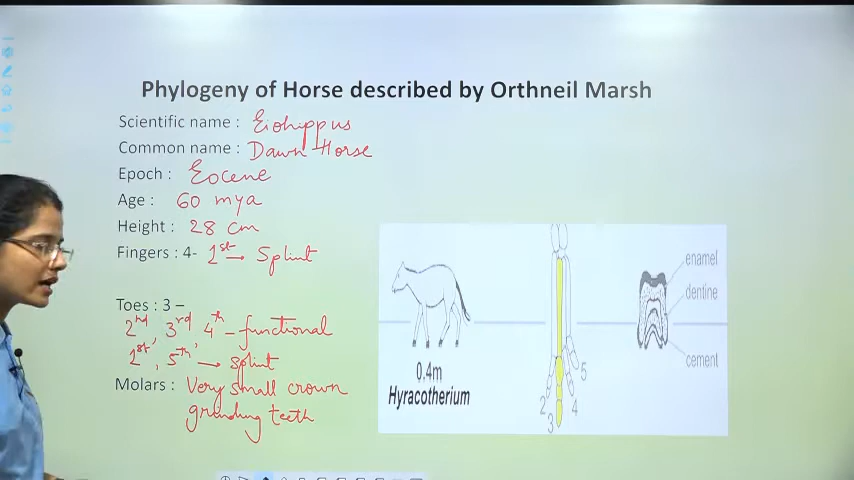 Phylogeny of Horse described by Orthneil Marsh
Scientific name : Eiohippus
Common name : Dawn Horse
Epoch : Eocene
Age : 60 mya
Height : 28 cm
Fingers : 4- 1st → Splint
Toes : 3 –
2nd, 3rd, 4th – functional
1st, 5th → splint
Molars : Very small crown
grinding teeth
enamel
dentine
cement
0.4m
Hyracotherium
2
3
4
5